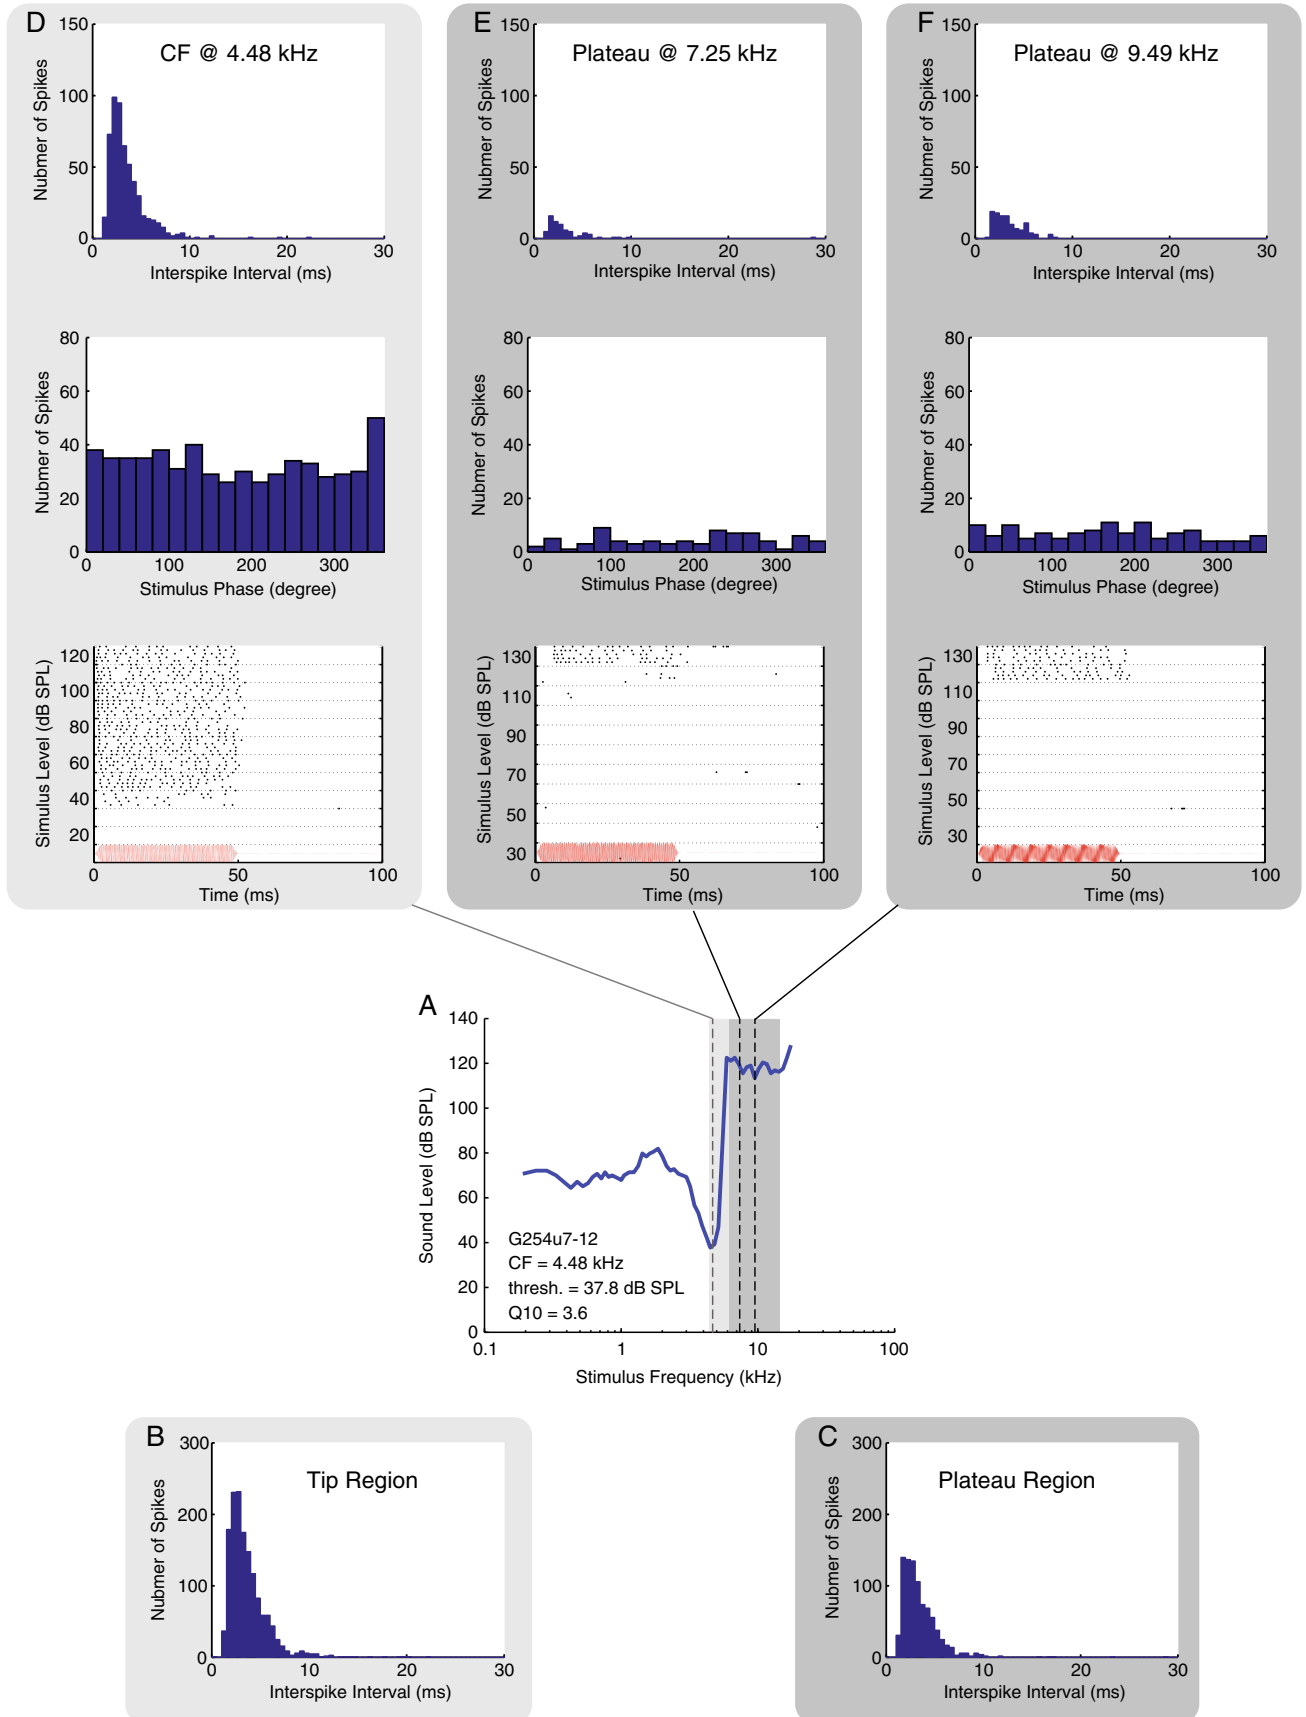 D
CF @ 4.48 kHz
Nubmer of Spikes
150
100
50
0
0 10 20 30
Interspike Interval (ms)
Nubmer of Spikes
80
60
40
20
0
0 100 200 300
Stimulus Phase (degree)
Simulus Level (dB SPL)
120
100
80
60
40
20
0 50 100
Time (ms)
E
Plateau @ 7.25 kHz
Nubmer of Spikes
150
100
50
0
0 10 20 30
Interspike Interval (ms)
Nubmer of Spikes
80
60
40
20
0
0 100 200 300
Stimulus Phase (degree)
Simulus Level (dB SPL)
130
110
90
70
50
30
0 50 100
Time (ms)
F
Plateau @ 9.49 kHz
Nubmer of Spikes
150
100
50
0
0 10 20 30
Interspike Interval (ms)
Nubmer of Spikes
80
60
40
20
0
0 100 200 300
Stimulus Phase (degree)
Simulus Level (dB SPL)
130
110
90
70
50
30
0 50 100
Time (ms)
A
Sound Level (dB SPL)
140
120
100
80
60
40
20
0
G254u7-12
CF = 4.48 kHz
thresh. = 37.8 dB SPL
Q10 = 3.6
0.1 1 10 100
Stimulus Frequency (kHz)
B
Tip Region
Nubmer of Spikes
300
200
100
0
0 10 20 30
Interspike Interval (ms)
C
Plateau Region
Nubmer of Spikes
300
200
100
0
0 10 20 30
Interspike Interval (ms)